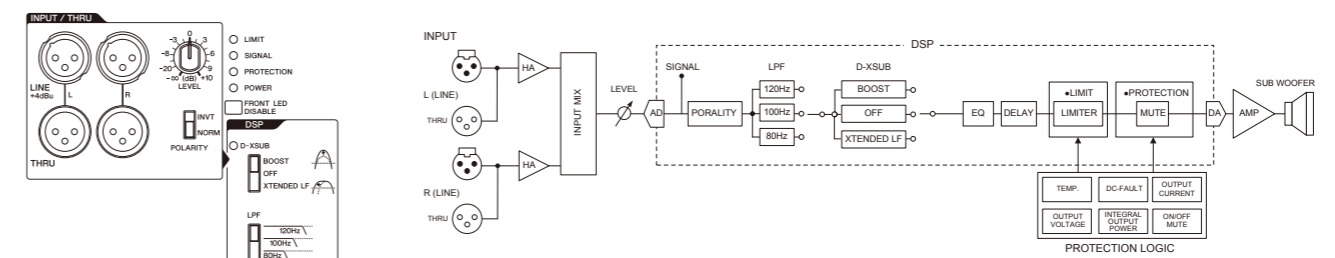 INPUT / THRU
-3 0 3
-8 6
-20 9
-∞ (dB) +10
LEVEL
LINE
+4dBu
L
R
THRU
INVT
NORM
POLARITY
LIMIT
SIGNAL
PROTECTION
POWER
FRONT LED
DISABLE
DSP
D-XSUB
BOOST
OFF
XTENDED LF
LPF
120Hz
100Hz
80Hz
INPUT
L (LINE)
THRU
R (LINE)
THRU
HA
HA
INPUT MIX
LEVEL
AD
DSP
SIGNAL
PORALITY
LPF
120Hz
100Hz
80Hz
D-XSUB
BOOST
OFF
XTENDED LF
EQ
DELAY
●LIMIT
LIMITER
●PROTECTION
MUTE
DA
AMP
SUB WOOFER
TEMP.
DC-FAULT
OUTPUT
CURRENT
OUTPUT
VOLTAGE
INTEGRAL
OUTPUT
POWER
ON/OFF
MUTE
PROTECTION LOGIC